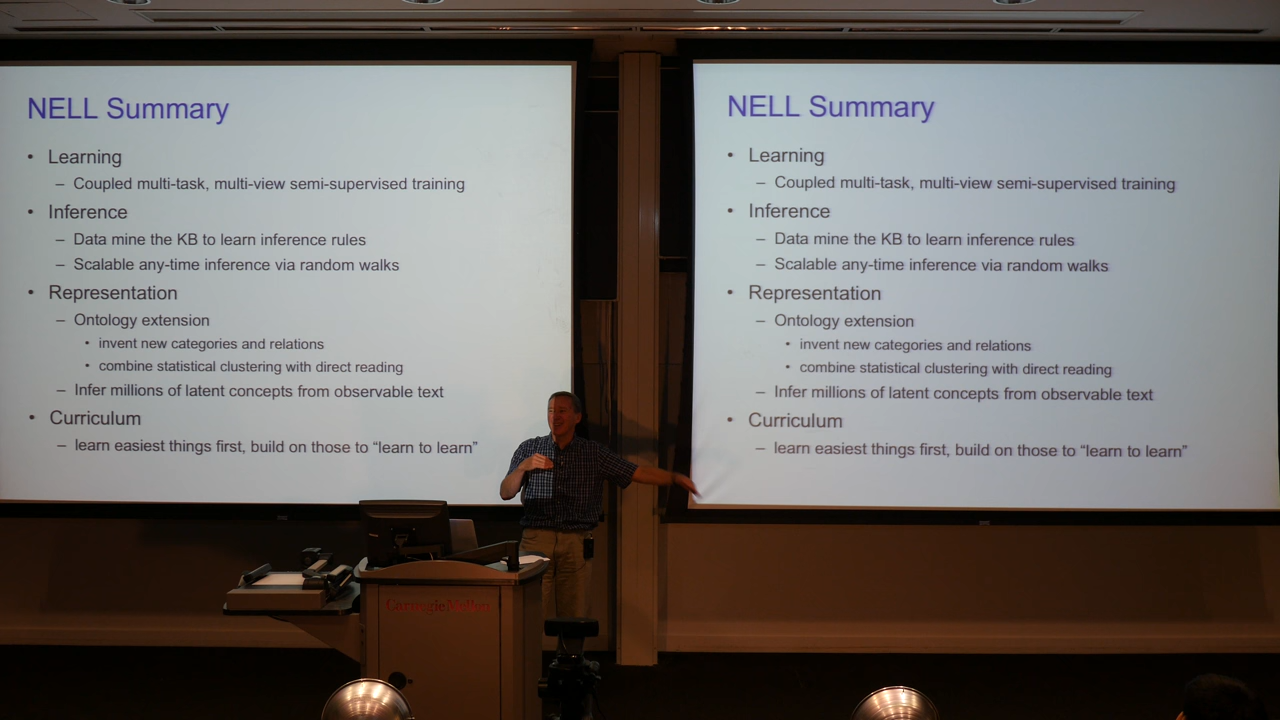 NELL Summary
• Learning
– Coupled multi-task, multi-view semi-supervised training
• Inference
– Data mine the KB to learn inference rules
– Scalable any-time inference via random walks
• Representation
– Ontology extension
• invent new categories and relations
• combine statistical clustering with direct reading
– Infer millions of latent concepts from observable text
• Curriculum
– learn easiest things first, build on those to “learn to learn”
NELL Summary
• Learning
– Coupled multi-task, multi-view semi-supervised training
• Inference
– Data mine the KB to learn inference rules
– Scalable any-time inference via random walks
• Representation
– Ontology extension
• invent new categories and relations
• combine statistical clustering with direct reading
– Infer millions of latent concepts from observable text
• Curriculum
– learn easiest things first, build on those to “learn to learn”
Carnegie Mellon